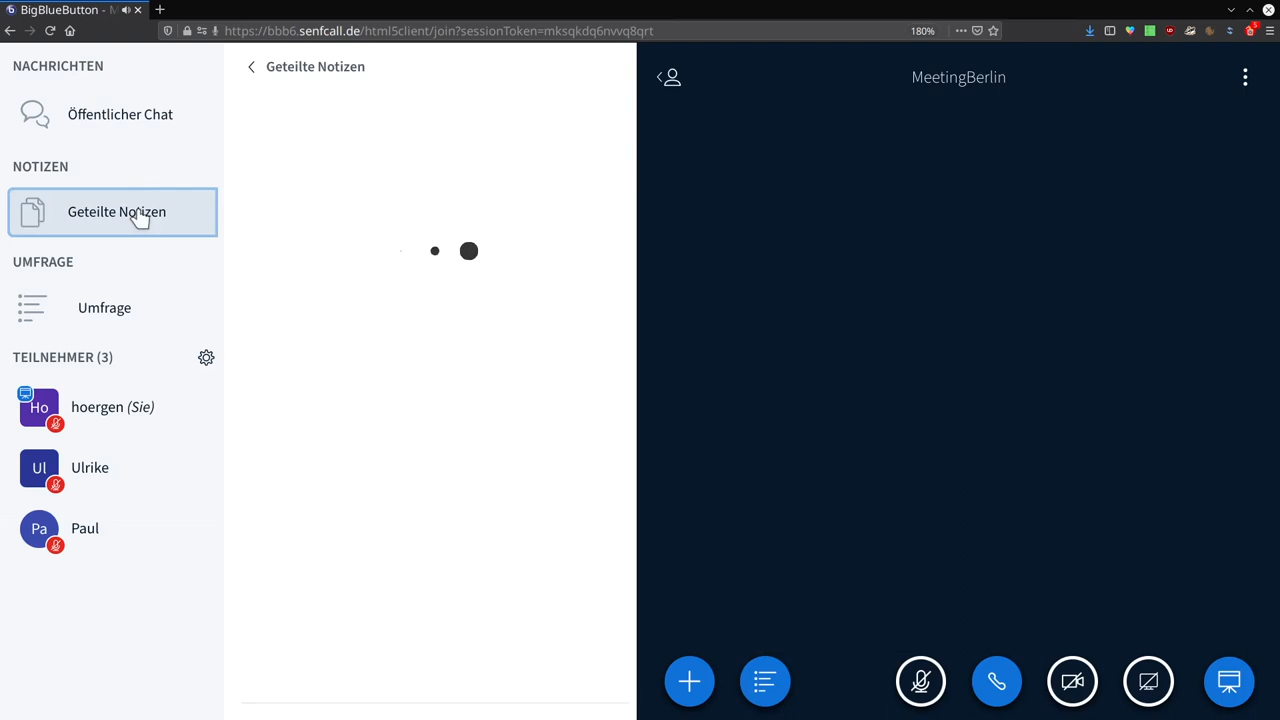 BigBlueButton - M
https://bbb6.senfcall.de/html5client/join?sessionToken=mksqkdq6nvvq8qrt
180%
5
NACHRICHTEN
Öffentlicher Chat
NOTIZEN
Geteilte Notizen
UMFRAGE
Umfrage
TEILNEHMER (3)
Ho
hoergen (Sie)
Ul
Ulrike
Pa
Paul
Geteilte Notizen
MeetingBerlin